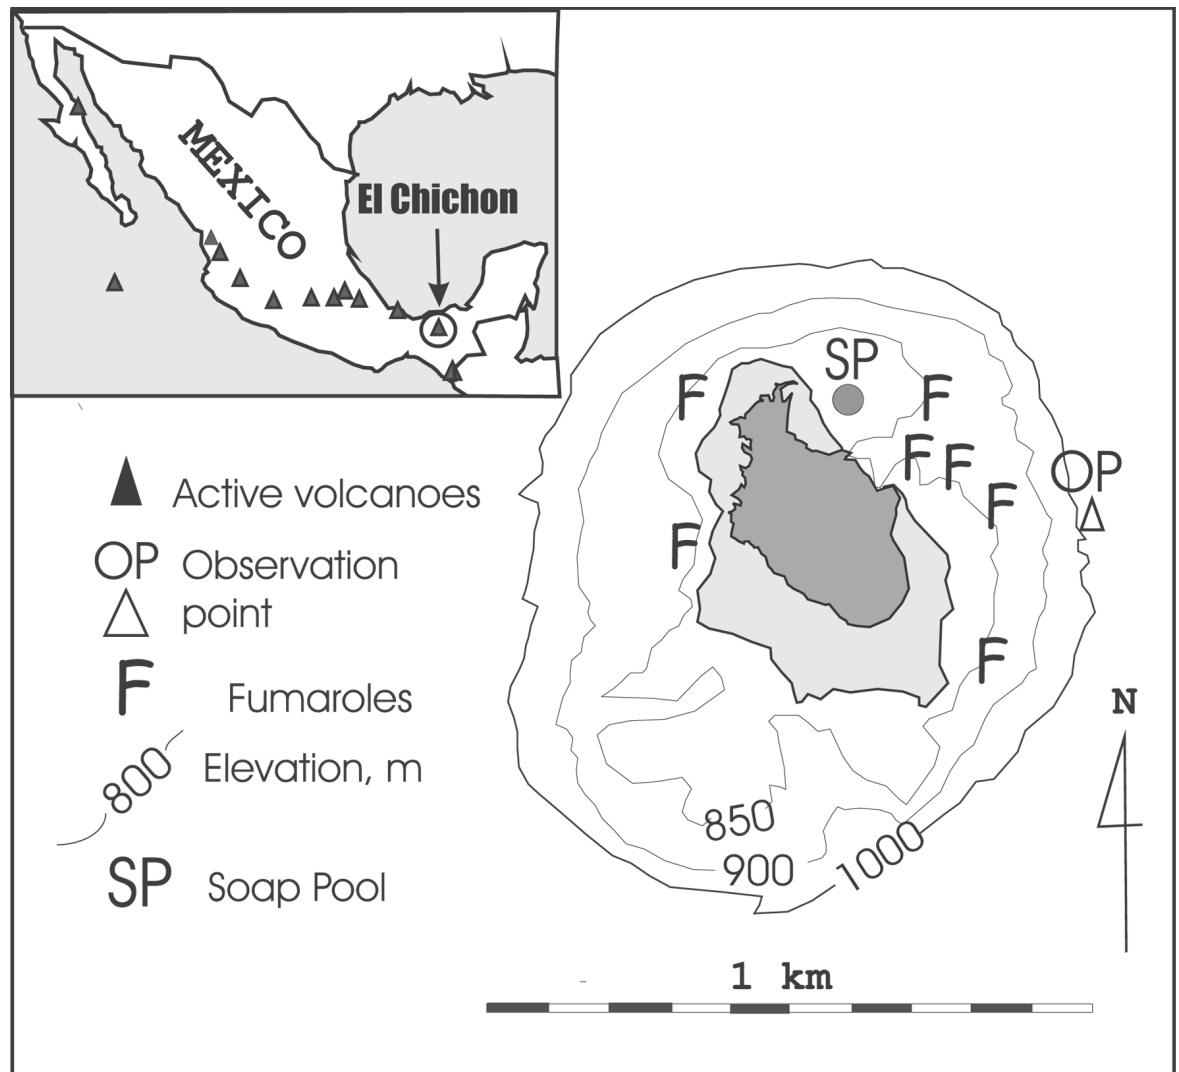 MEXICO
El Chichon
SP
F
F
F
F
OP
F
F
F
Active volcanoes
OP Observation
point
F Fumaroles
800 Elevation, m
SP Soap Pool
N
850
900
1000
1 km